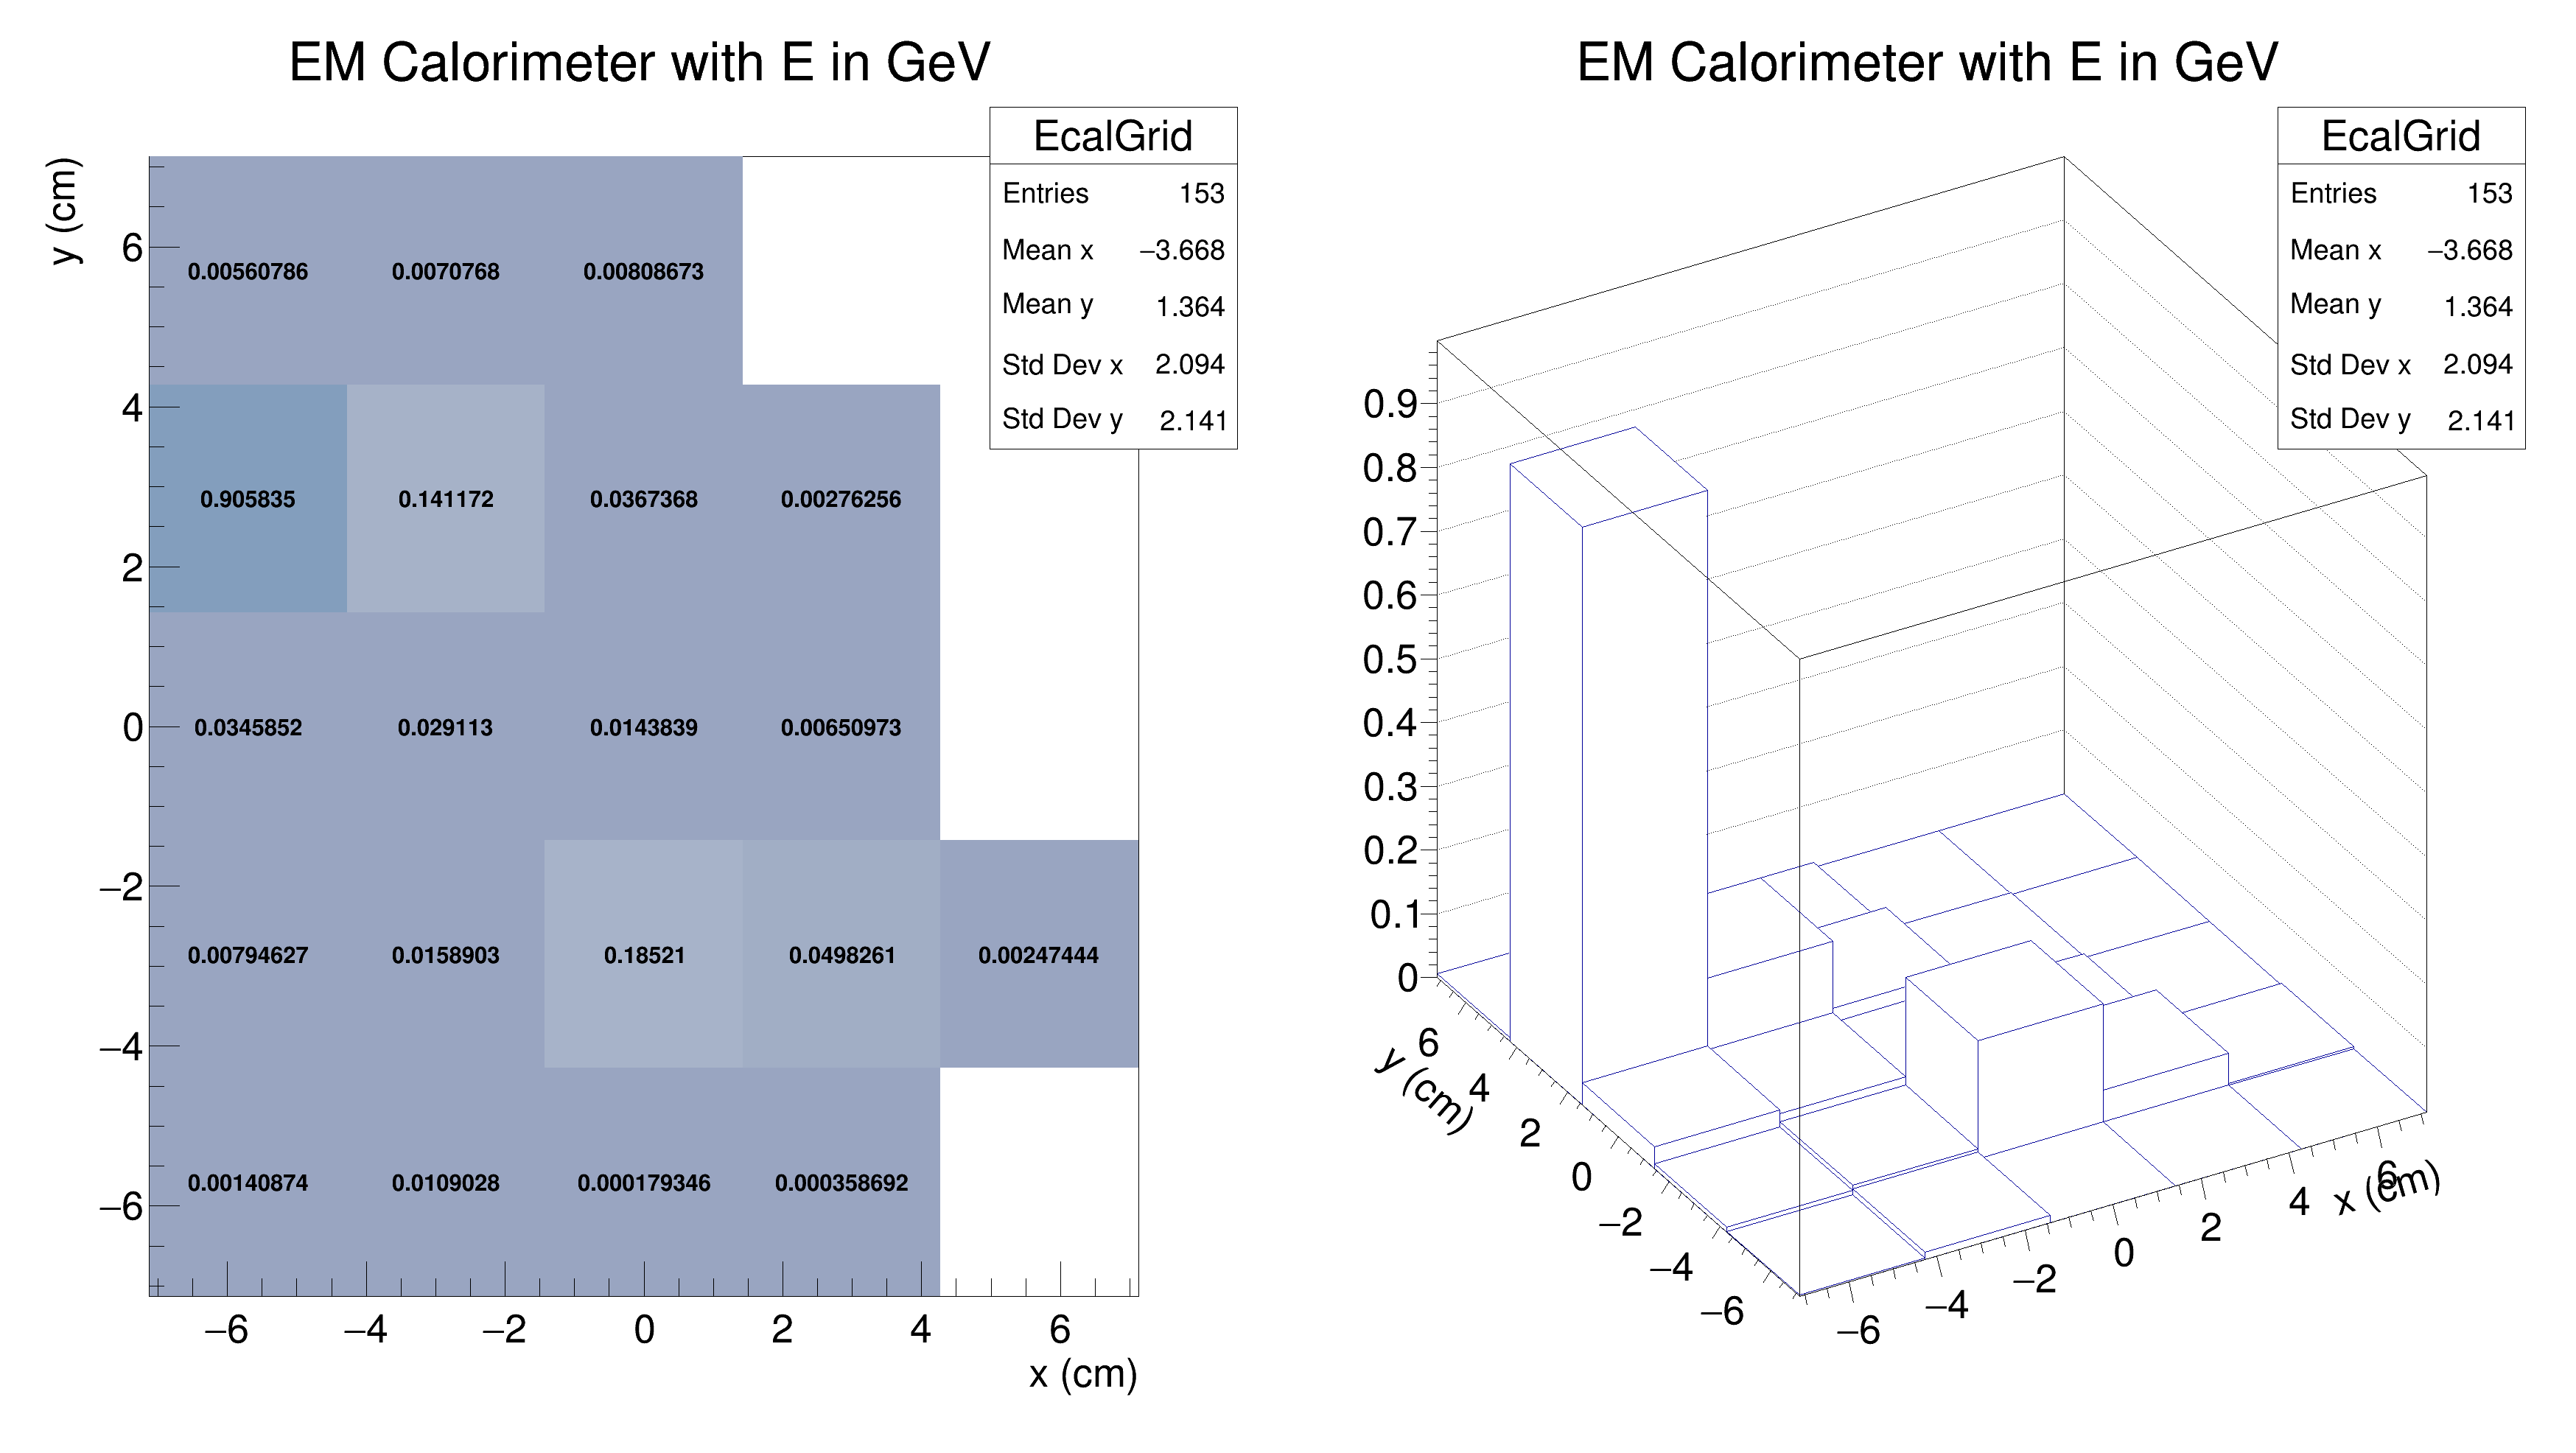 EM Calorimeter with E in GeV
EcalGrid
Entries 153
Mean x −3.668
Mean y 1.364
Std Dev x 2.094
Std Dev y 2.141
y (cm)
6
4
2
0
−2
−4
−6
0.00560786 0.0070768 0.00808673
0.905835 0.141172 0.0367368 0.00276256
0.0345852 0.029113 0.0143839 0.00650973
0.00794627 0.0158903 0.18521 0.0498261 0.00247444
0.00140874 0.0109028 0.000179346 0.000358692
−6 −4 −2 0 2 4 6
x (cm)
EM Calorimeter with E in GeV
EcalGrid
Entries 153
Mean x −3.668
Mean y 1.364
Std Dev x 2.094
Std Dev y 2.141
0.9
0.8
0.7
0.6
0.5
0.4
0.3
0.2
0.1
0
y (cm)
6
4
2
0
−2
−4
−6
−6
−4
−2
0
2
4
6
x (cm)